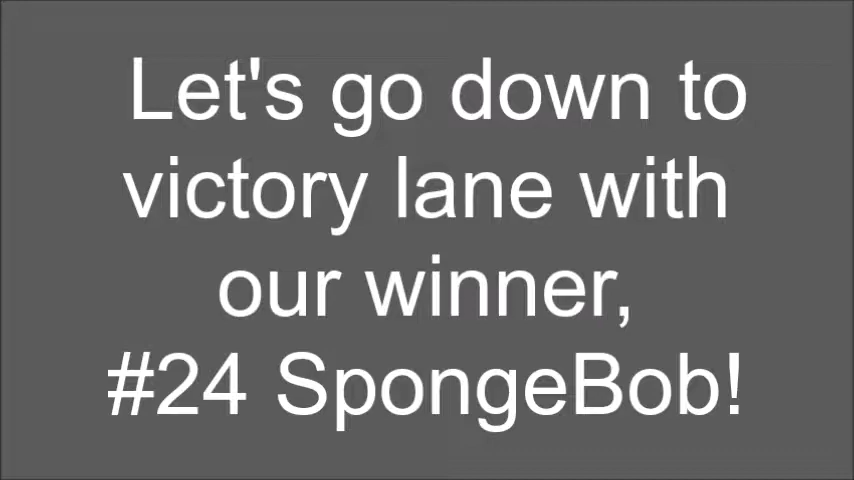 Let's go down to
victory lane with
our winner,
#24 SpongeBob!